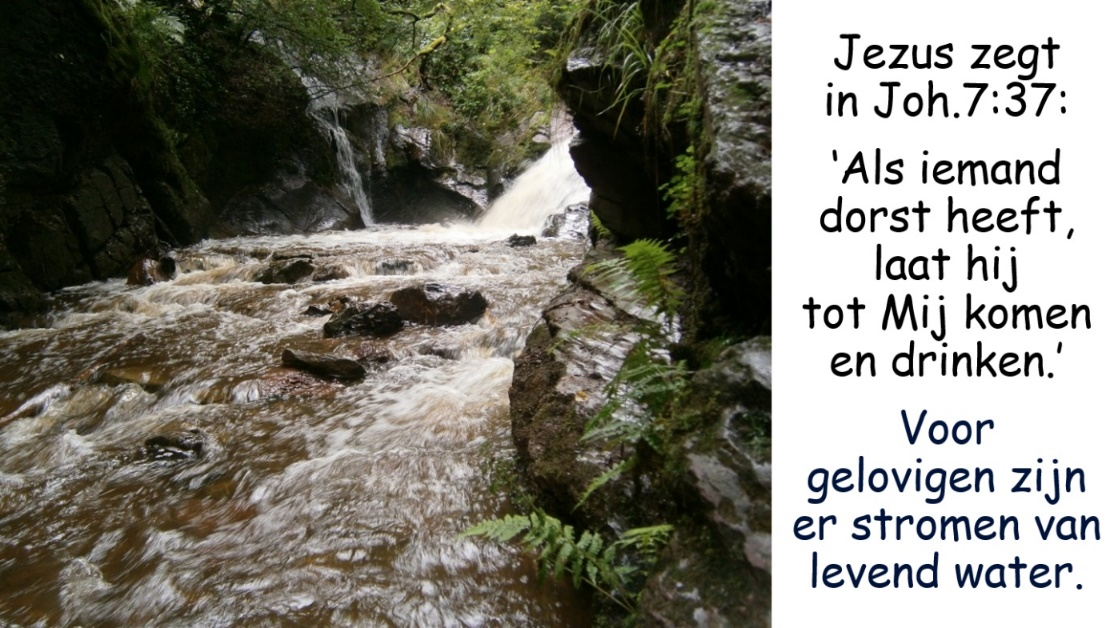 Jezus zegt
in Joh.7:37:
‘Als iemand
dorst heeft,
laat hij
tot Mij komen
en drinken.’
Voor
gelovigen zijn
er stromen van
levend water.